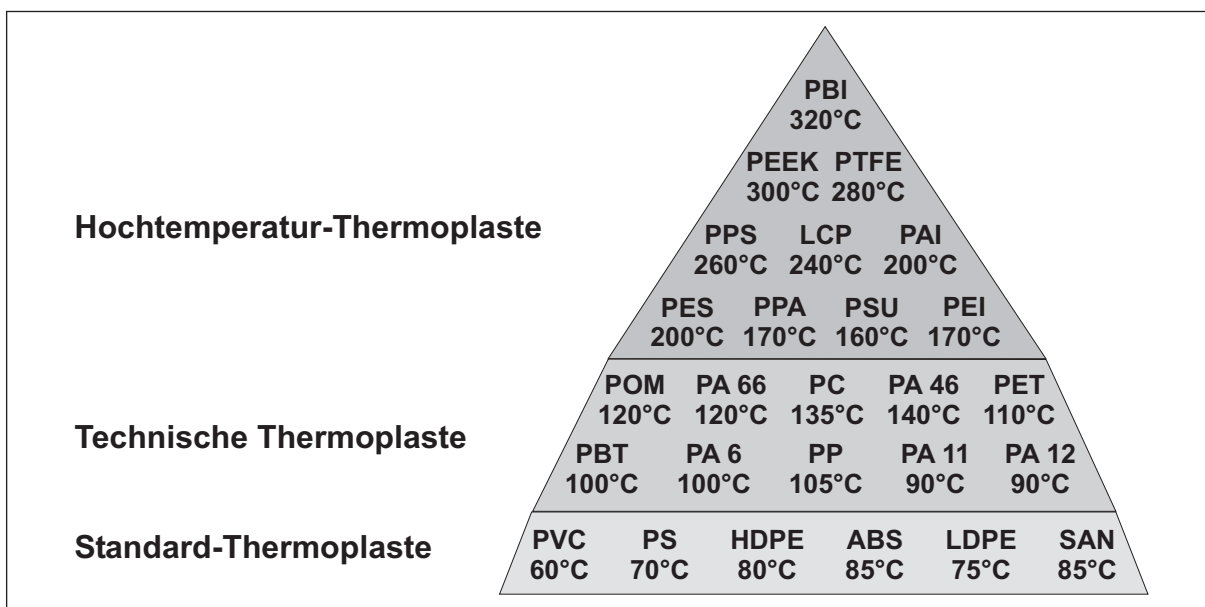 PBI
320°C
PEEK PTFE
300°C 280°C
Hochtemperatur-Thermoplaste
PPS LCP PAI
260°C 240°C 200°C
PES PPA PSU PEI
200°C 170°C 160°C 170°C
POM PA 66 PC PA 46 PET
120°C 120°C 135°C 140°C 110°C
Technische Thermoplaste
PBT PA 6 PP PA 11 PA 12
100°C 100°C 105°C 90°C 90°C
Standard-Thermoplaste
PVC PS HDPE ABS LDPE SAN
60°C 70°C 80°C 85°C 75°C 85°C